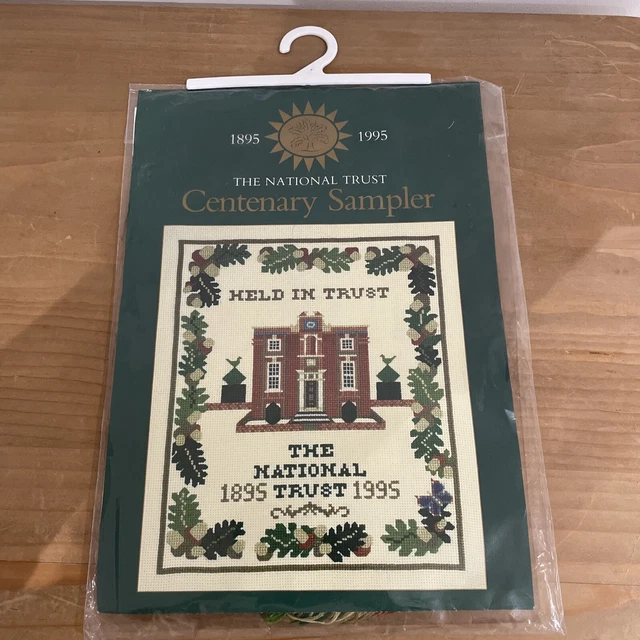 1895 1995
THE NATIONAL TRUST
Centenary Sampler
HELD IN TRUST
THE
NATIONAL
1895 TRUST 1995